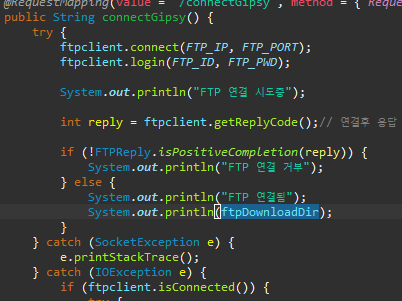 @RequestMapping(value = "/connectGipsy", method = { Reque
public String connectGipsy() {
try {
ftpclient.connect(FTP_IP, FTP_PORT);
ftpclient.login(FTP_ID, FTP_PWD);
System.out.println("FTP 연결 시도중");
int reply = ftpclient.getReplyCode();// 연결후 응답
if (!FTPReply.isPositiveCompletion(reply)) {
System.out.println("FTP 연결 거부");
} else {
System.out.println("FTP 연결됨");
System.out.println(ftpDownloadDir);
}
} catch (SocketException e) {
e.printStackTrace();
} catch (IOException e) {
if (ftpclient.isConnected()) {
try {